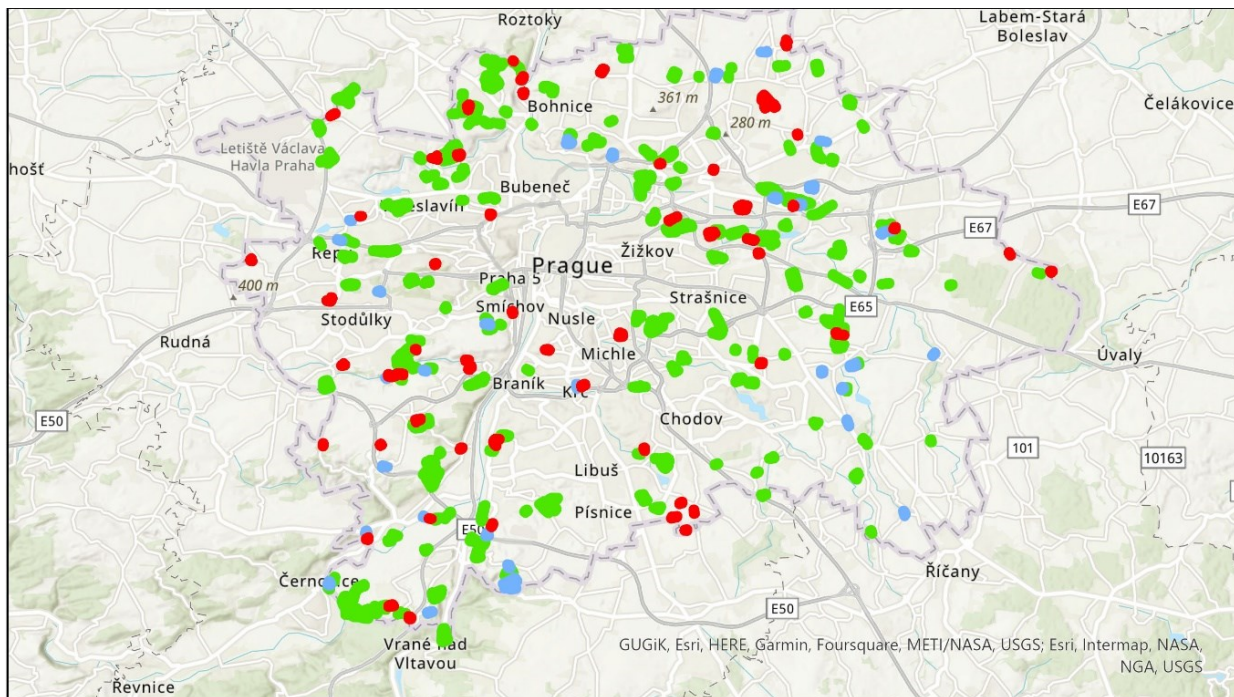 Roztoky
Labem-Stará
Boleslav
361 m
Bohnice
Čelákovice
280 m
Letiště Václava
Havla Praha
hošť
Bubeneč
E67
E67
Žižkov
Prague
400 m
Praha 5
Smíchov
Strašnice
E65
Stodůlky
Nusle
Rudná
Michle
Úvaly
Braník
Krč
E50
Chodov
101
10163
Libuš
Písnice
E50
Říčany
E50
Vrané nad
Vltavou
GUGiK, Esri, HERE, Garmin, Foursquare, METI/NASA, USGS; Esri, Intermap, NASA,
NGA, USGS
Řevnice